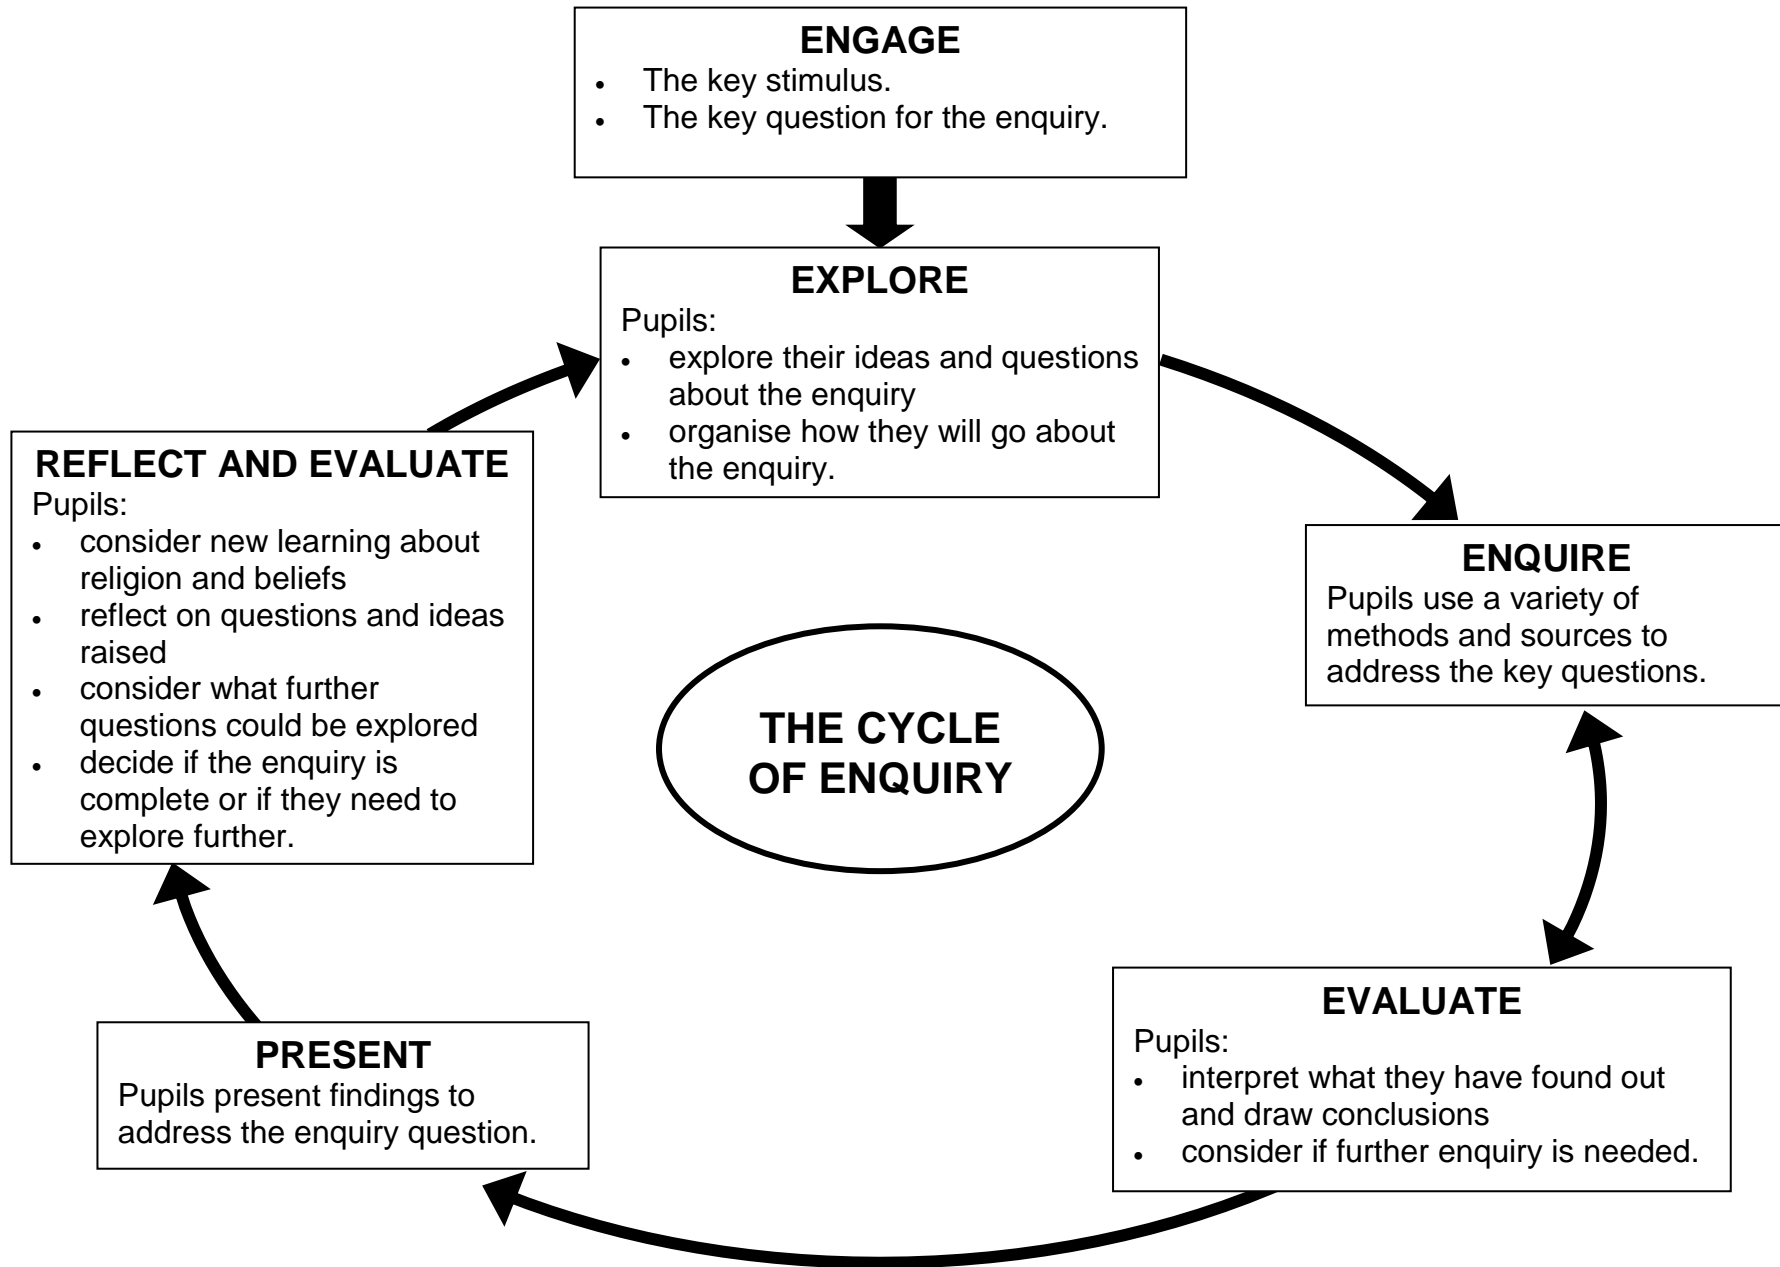 ENGAGE
• The key stimulus.
• The key question for the enquiry.
EXPLORE
Pupils:
• explore their ideas and questions
about the enquiry
• organise how they will go about
the enquiry.
ENQUIRE
Pupils use a variety of
methods and sources to
address the key questions.
EVALUATE
Pupils:
• interpret what they have found out
and draw conclusions
• consider if further enquiry is needed.
PRESENT
Pupils present findings to
address the enquiry question.
REFLECT AND EVALUATE
Pupils:
• consider new learning about
religion and beliefs
• reflect on questions and ideas
raised
• consider what further
questions could be explored
• decide if the enquiry is
complete or if they need to
explore further.
THE CYCLE
OF ENQUIRY